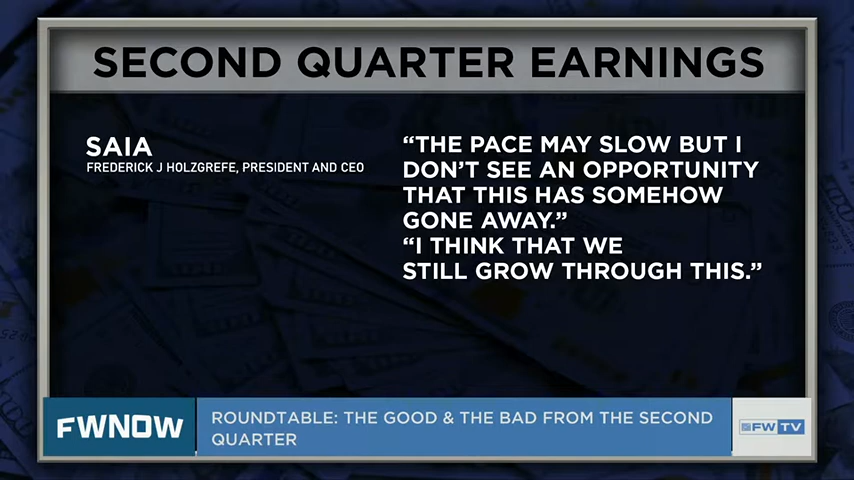 SECOND QUARTER EARNINGS
SAIA
FREDERICK J HOLZGREFE, PRESIDENT AND CEO
“THE PACE MAY SLOW BUT I
DON’T SEE AN OPPORTUNITY
THAT THIS HAS SOMEHOW
GONE AWAY.”
“I THINK THAT WE
STILL GROW THROUGH THIS.”
FWNOW
ROUNDTABLE: THE GOOD & THE BAD FROM THE SECOND
QUARTER
FWTV